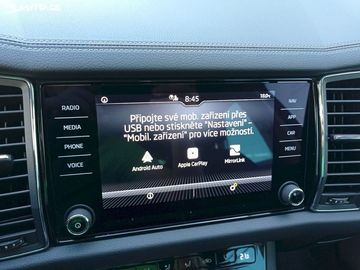 8:45
RADIO
MEDIA
PHONE
VOICE
Připojte své mob. zařízení přes
USB nebo stiskněte "Nastavení" –
"Mobil. zařízení" pro více možností.
Android Auto
Apple CarPlay
MirrorLink
NAV
APP
CAR
MENU